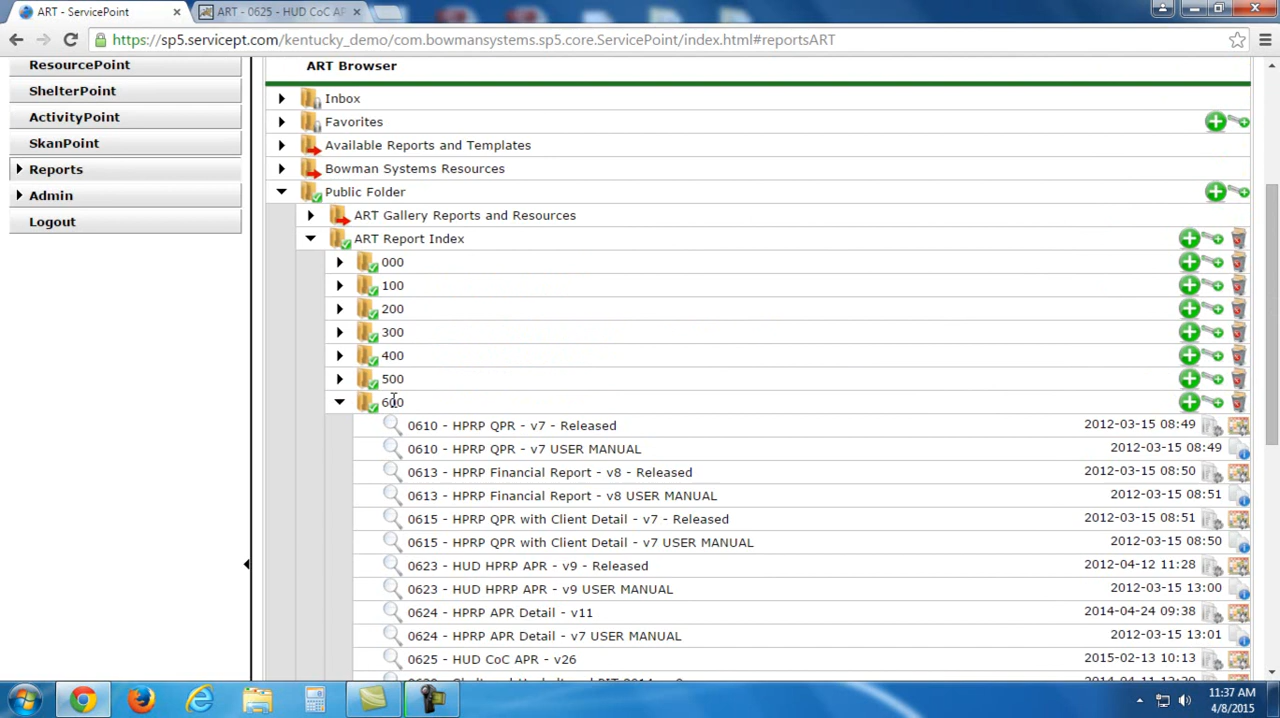 ART - ServicePoint ×
ART - 0625 - HUD CoC AP ×
https://sp5.servicept.com/kentucky_demo/com.bowmansystems.sp5.core.ServicePoint/index.html#reportsART
ResourcePoint
ShelterPoint
ActivityPoint
SkanPoint
Reports
Admin
Logout
ART Browser
Inbox
Favorites
Available Reports and Templates
Bowman Systems Resources
Public Folder
ART Gallery Reports and Resources
ART Report Index
000
100
200
300
400
500
600
0610 - HPRP QPR - v7 - Released 2012-03-15 08:49
0610 - HPRP QPR - v7 USER MANUAL 2012-03-15 08:49
0613 - HPRP Financial Report - v8 - Released 2012-03-15 08:50
0613 - HPRP Financial Report - v8 USER MANUAL 2012-03-15 08:51
0615 - HPRP QPR with Client Detail - v7 - Released 2012-03-15 08:51
0615 - HPRP QPR with Client Detail - v7 USER MANUAL 2012-03-15 08:50
0623 - HUD HPRP APR - v9 - Released 2012-04-12 11:28
0623 - HUD HPRP APR - v9 USER MANUAL 2012-03-15 13:00
0624 - HPRP APR Detail - v11 2014-04-24 09:38
0624 - HPRP APR Detail - v7 USER MANUAL 2012-03-15 13:01
0625 - HUD CoC APR - v26 2015-02-13 10:13
11:37 AM
4/8/2015